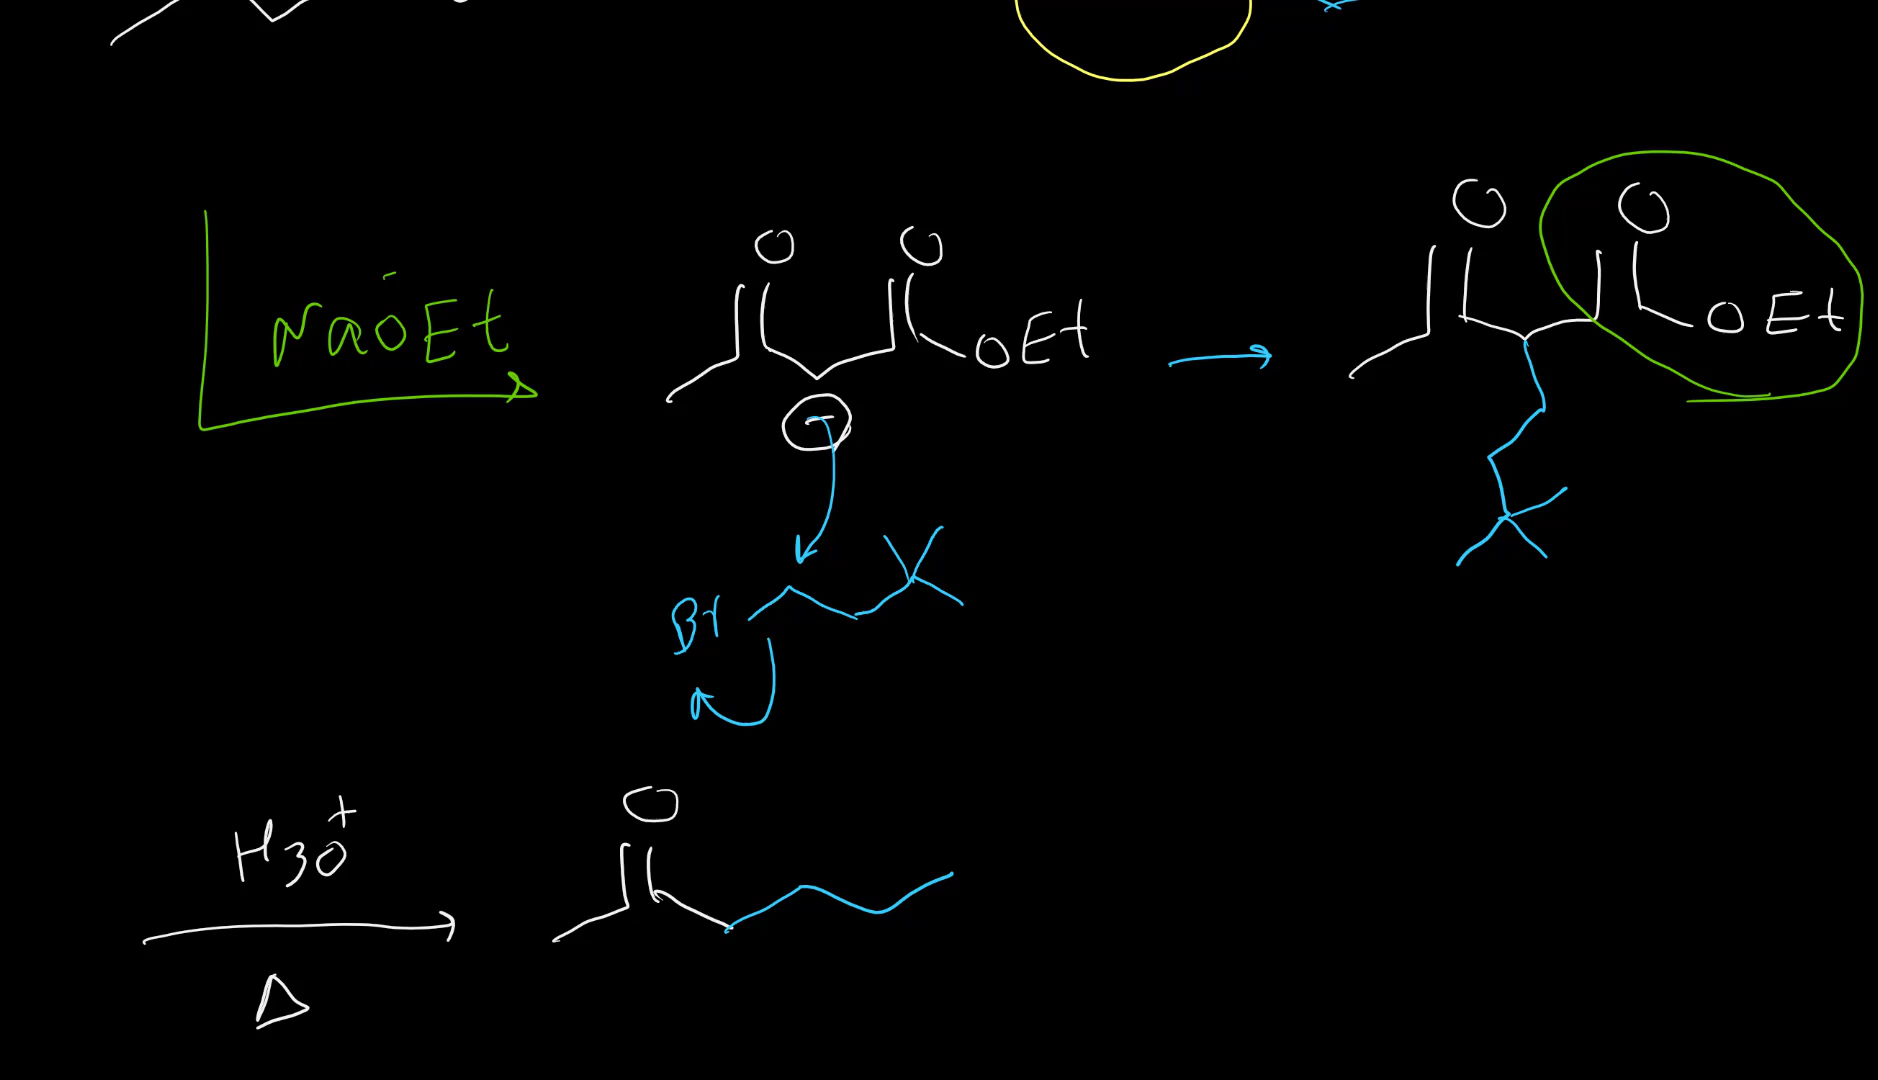 O O
O O
NaOEt
OEt
OEt
Br
O
H3O+
Δ